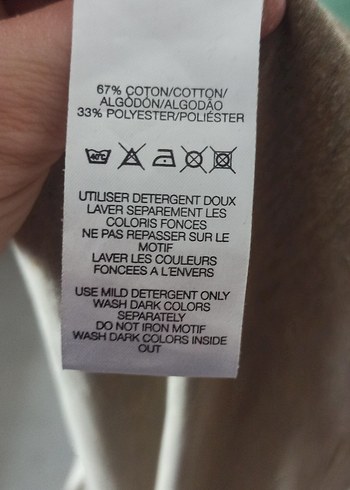 67% COTON/COTTON/
ALGODÓN/ALGODÃO
33% POLYESTER/POLIÉSTER
40°C
UTILISER DETERGENT DOUX
LAVER SEPAREMENT LES
COLORIS FONCES
NE PAS REPASSER SUR LE
MOTIF
LAVER LES COULEURS
FONCEES A L'ENVERS
USE MILD DETERGENT ONLY
WASH DARK COLORS
SEPARATELY
DO NOT IRON MOTIF
WASH DARK COLORS INSIDE
OUT